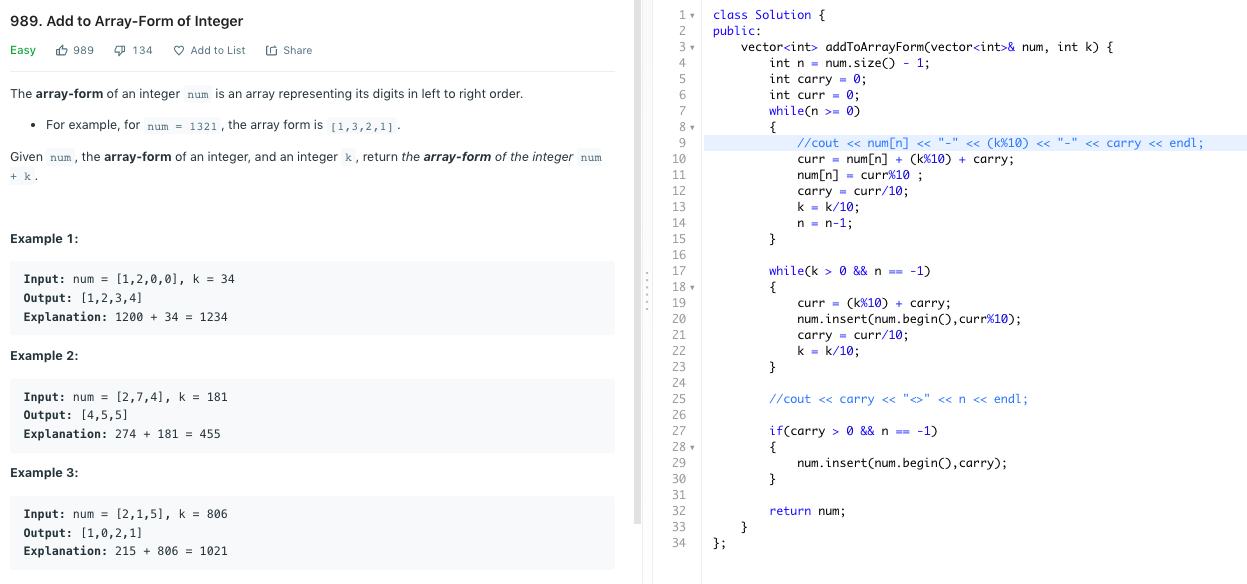 989. Add to Array-Form of Integer
Easy 989 134 Add to List Share
The array-form of an integer num is an array representing its digits in left to right order.
• For example, for num = 1321, the array form is [1,3,2,1].
Given num, the array-form of an integer, and an integer k, return the array-form of the integer num
+ k.
Example 1:
Input: num = [1,2,0,0], k = 34
Output: [1,2,3,4]
Explanation: 1200 + 34 = 1234
Example 2:
Input: num = [2,7,4], k = 181
Output: [4,5,5]
Explanation: 274 + 181 = 455
Example 3:
Input: num = [2,1,5], k = 806
Output: [1,0,2,1]
Explanation: 215 + 806 = 1021
1 class Solution {
2 public:
3     vector<int> addToArrayForm(vector<int>& num, int k) {
4         int n = num.size() - 1;
5         int carry = 0;
6         int curr = 0;
7         while(n >= 0)
8         {
9             //cout << num[n] << "-" << (k%10) << "-" << carry << endl;
10             curr = num[n] + (k%10) + carry;
11             num[n] = curr%10 ;
12             carry = curr/10;
13             k = k/10;
14             n = n-1;
15         }
16
17         while(k > 0 && n == -1)
18         {
19             curr = (k%10) + carry;
20             num.insert(num.begin(),curr%10);
21             carry = curr/10;
22             k = k/10;
23         }
24
25         //cout << carry << "<>" << n << endl;
26
27         if(carry > 0 && n == -1)
28         {
29             num.insert(num.begin(),carry);
30         }
31
32         return num;
33     }
34 };